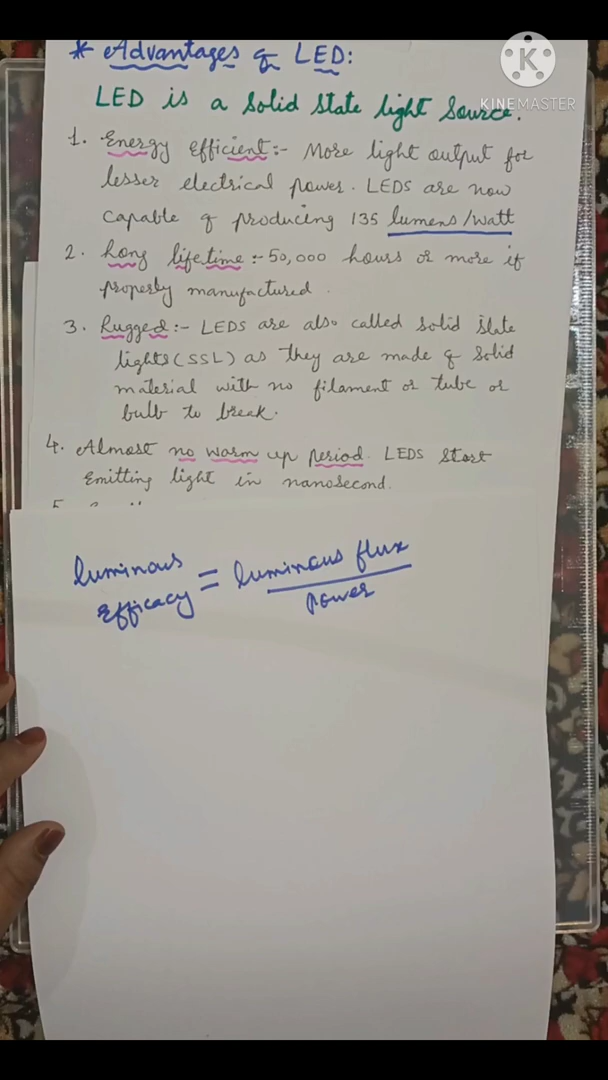 * Advantages of LED:
KINEMASTER
LED is a Solid State light Source.
1. Energy efficient:- More light output for
lesser electrical power. LEDS are now
capable of producing 135 lumens/watt
2. Long lifetime:- 50,000 hours or more if
properly manufactured.
3. Rugged:- LEDS are also called Solid State
lights (SSL) as they are made of Solid
material with no filament or tube or
bulb to break.
4. Almost no warm up period. LEDS start
emitting light in nanosecond.
luminous
efficacy = luminous flux
power